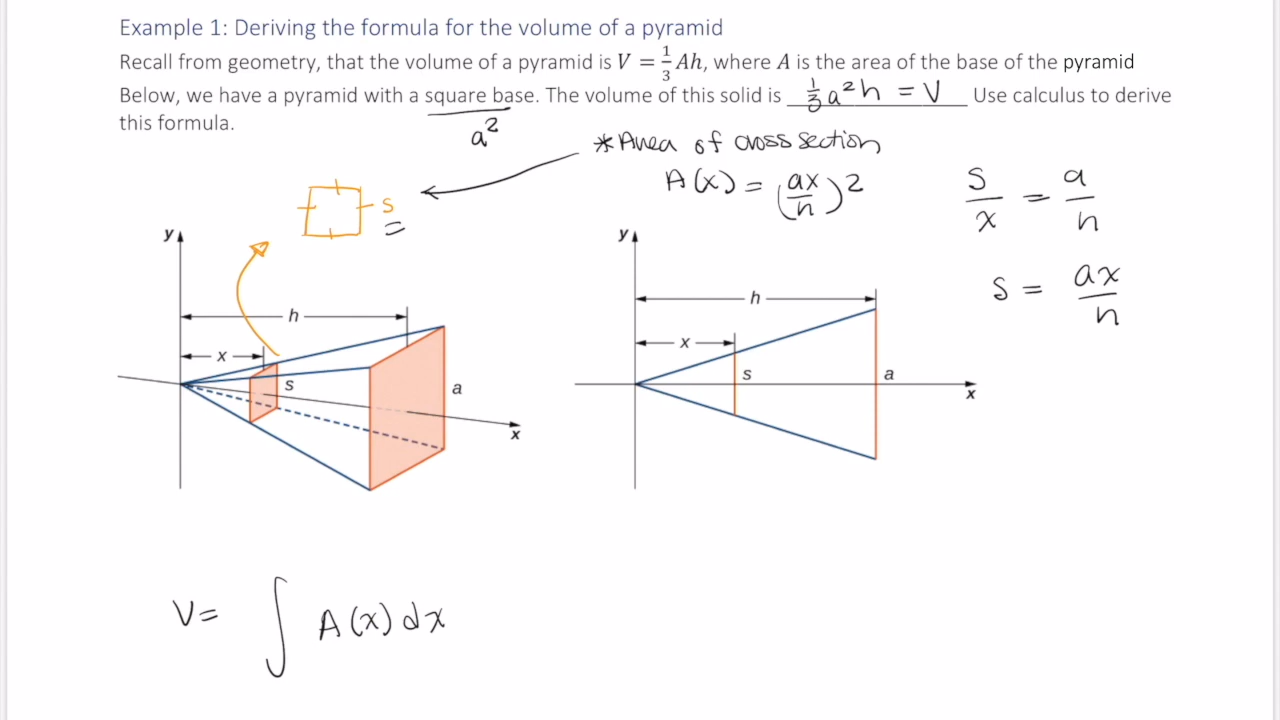 Example 1: Deriving the formula for the volume of a pyramid
Recall from geometry, that the volume of a pyramid is V = 1/3 Ah, where A is the area of the base of the pyramid
Below, we have a pyramid with a square base. The volume of this solid is 1/3 a²h = V Use calculus to derive
this formula.
a²
*Area of cross section
A(x) = (ax/h)²
s/x = a/h
s = ax/h
s
y
h
x
s
a
x
y
h
x
s
a
x
V= ∫ A(x) dx